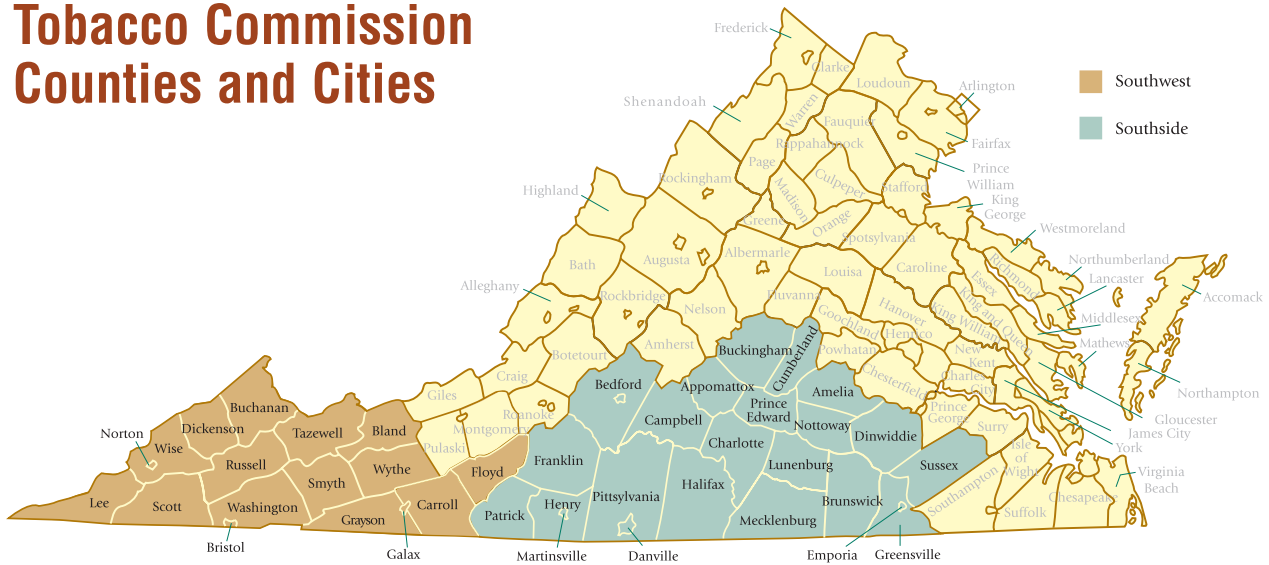 Tobacco Commission
Counties and Cities
Southwest
Southside
Frederick
Clarke
Loudoun
Arlington
Shenandoah
Warren
Fauquier
Fairfax
Rappahannock
Page
Prince
William
Rockingham
Culpeper
Stafford
Highland
Madison
King
George
Greene
Orange
Westmoreland
Spotsylvania
Albermarle
Augusta
Bath
Louisa
Caroline
Richmond
Northumberland
Essex
Lancaster
Alleghany
Rockbridge
Fluvanna
Accomack
Nelson
Goochland
Hanover
King William
King and Queen
Middlesex
Henrico
Amherst
Buckingham
Cumberland
Powhatan
New
Kent
Mathews
Botetourt
Craig
Bedford
Appomattox
Amelia
Chesterfield
Charles
City
Northampton
Giles
Buchanan
Roanoke
Prince
Edward
Prince
George
Gloucester
Dickenson
Tazewell
Bland
Montgomery
Campbell
Nottoway
Surry
James City
Norton
Wise
Pulaski
Charlotte
Dinwiddie
Isle
of
Wight
York
Russell
Wythe
Floyd
Franklin
Lunenburg
Sussex
Virginia
Beach
Smyth
Southampton
Lee
Scott
Washington
Carroll
Henry
Pittsylvania
Halifax
Brunswick
Chesapeake
Grayson
Patrick
Mecklenburg
Suffolk
Bristol
Galax
Martinsville
Danville
Emporia
Greensville